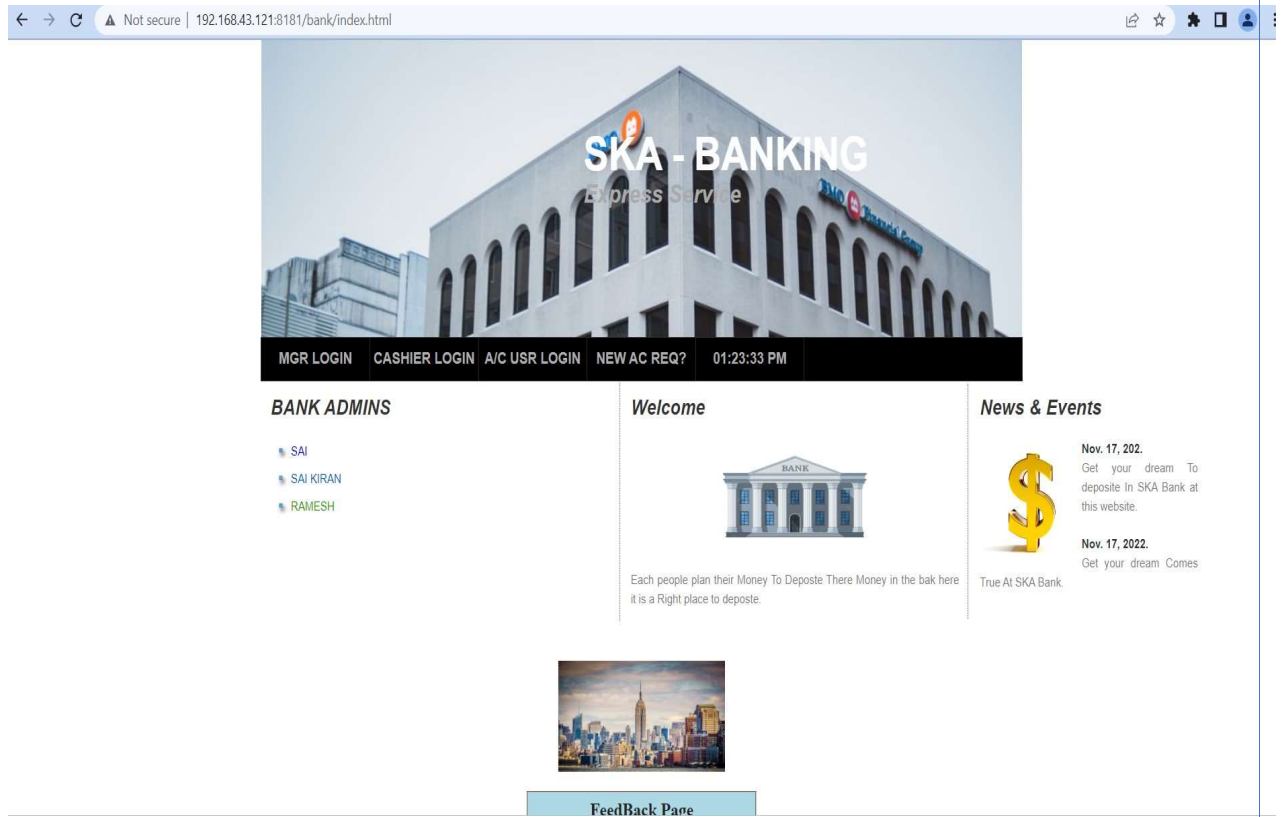 Not secure | 192.168.43.121:8181/bank/index.html
SKA - BANKING
Express Service
BMO Financial Group
MGR LOGIN CASHIER LOGIN A/C USR LOGIN NEW AC REQ? 01:23:33 PM
BANK ADMINS
SAI
SAI KIRAN
RAMESH
Welcome
BANK
Each people plan their Money To Deposte There Money in the bak here
it is a Right place to deposte.
News & Events
Nov. 17, 202.
Get your dream To
deposite In SKA Bank at
this website.
Nov. 17, 2022.
Get your dream Comes
True At SKA Bank.
FeedBack Page